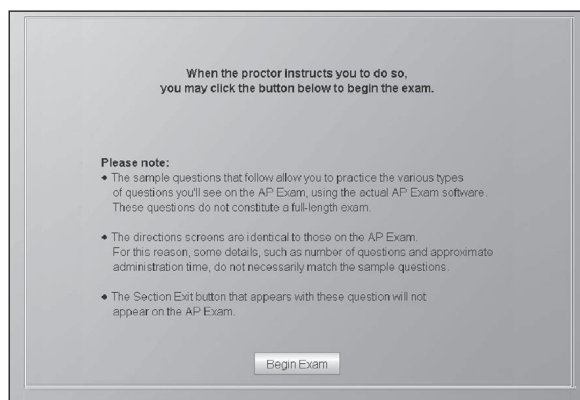 When the proctor instructs you to do so,
you may click the button below to begin the exam.
Please note:
◆ The sample questions that follow allow you to practice the various types
of questions you'll see on the AP Exam, using the actual AP Exam software.
These questions do not constitute a full-length exam.
◆ The directions screens are identical to those on the AP Exam.
For this reason, some details, such as number of questions and approximate
administration time, do not necessarily match the sample questions.
◆ The Section Exit button that appears with these question will not
appear on the AP Exam.
Begin Exam